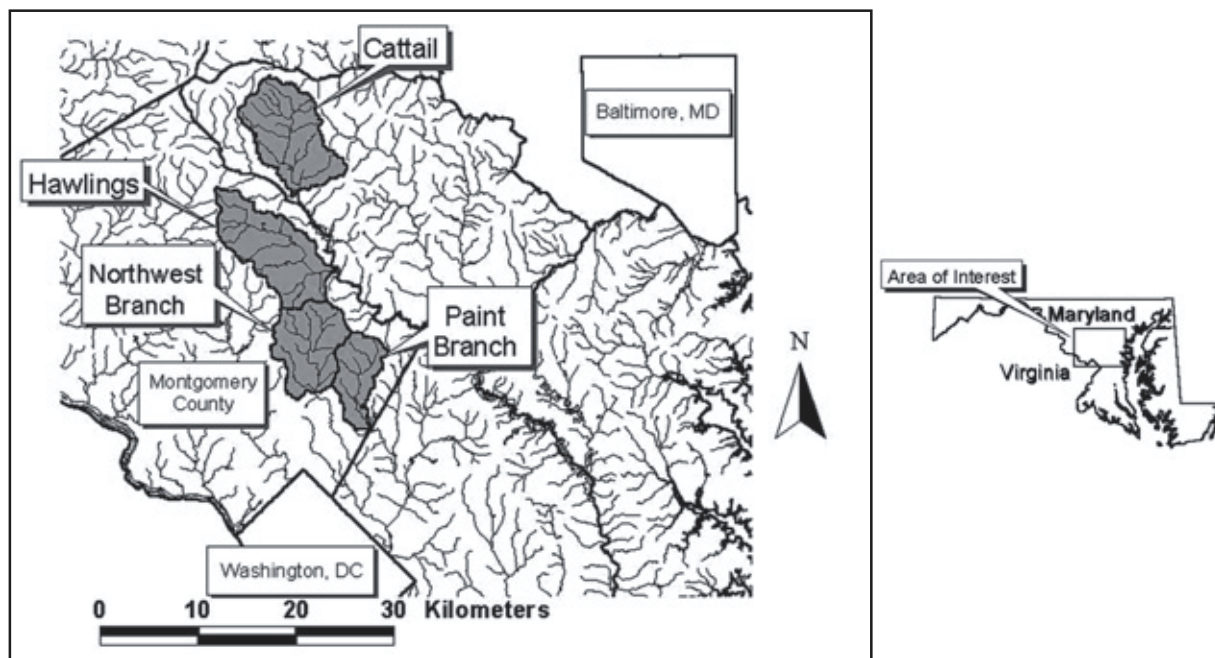 Cattail
Baltimore, MD
Hawlings
Northwest
Branch
Paint
Branch
Montgomery
County
N
Washington, DC
0 10 20 30 Kilometers
Area of Interest
Maryland
Virginia